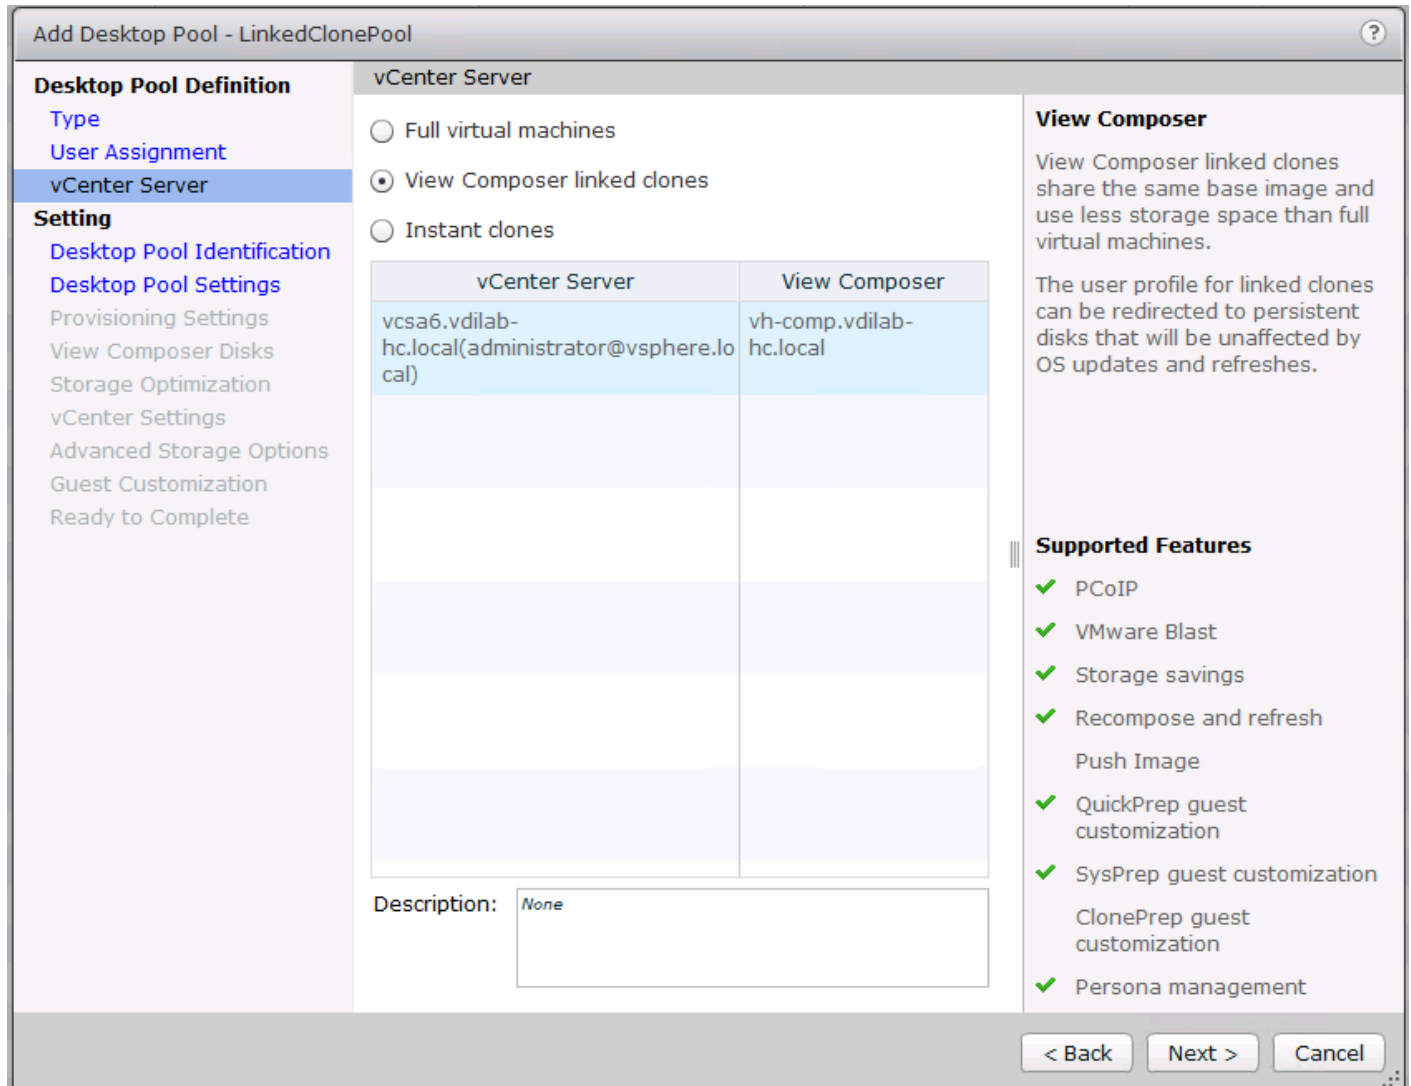 Add Desktop Pool - LinkedClonePool
?
Desktop Pool Definition
Type
User Assignment
vCenter Server
Setting
Desktop Pool Identification
Desktop Pool Settings
Provisioning Settings
View Composer Disks
Storage Optimization
vCenter Settings
Advanced Storage Options
Guest Customization
Ready to Complete
vCenter Server
Full virtual machines
View Composer linked clones
Instant clones
vCenter Server
View Composer
vcsa6.vdilab-
hc.local(administrator@vsphere.lo
cal)
vh-comp.vdilab-
hc.local
Description:
None
View Composer
View Composer linked clones
share the same base image and
use less storage space than full
virtual machines.
The user profile for linked clones
can be redirected to persistent
disks that will be unaffected by
OS updates and refreshes.
Supported Features
PCoIP
VMware Blast
Storage savings
Recompose and refresh
Push Image
QuickPrep guest
customization
SysPrep guest customization
ClonePrep guest
customization
Persona management
< Back
Next >
Cancel